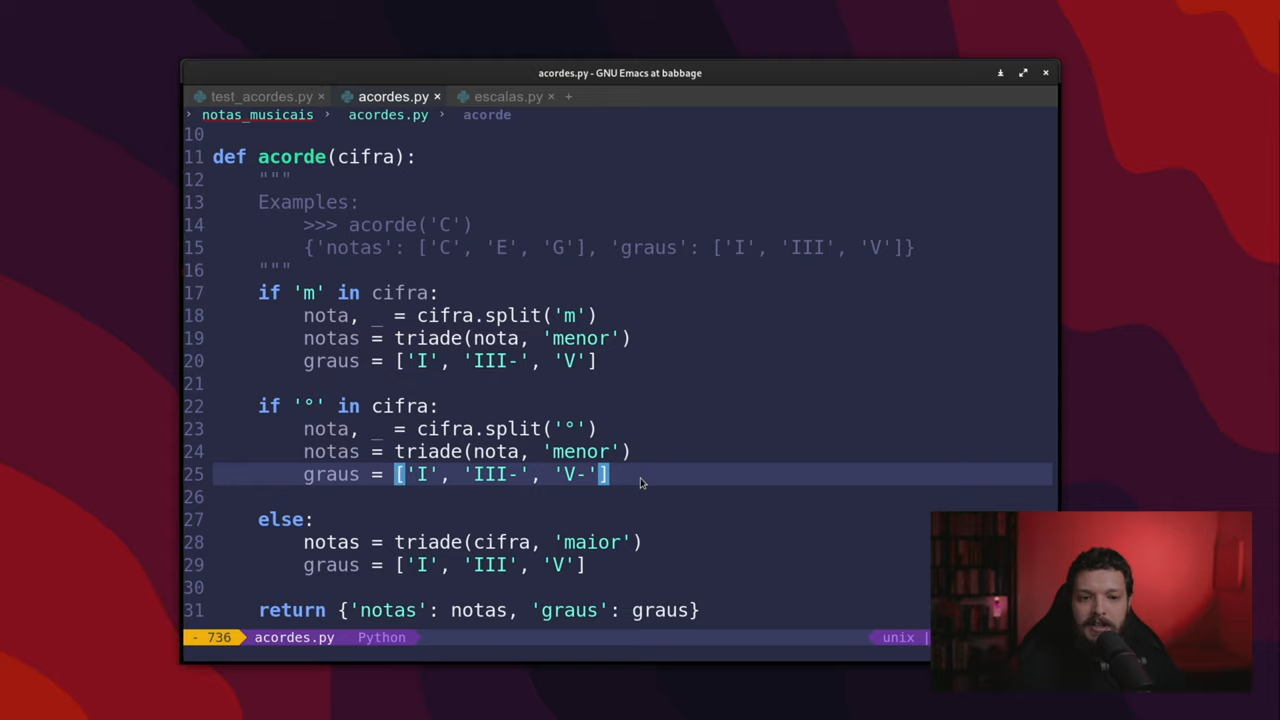 acordes.py - GNU Emacs at babbage
test_acordes.py × acordes.py × escalas.py × +
› notas_musicais › acordes.py › acorde
10
11 def acorde(cifra):
12     """
13     Examples:
14         >>> acorde('C')
15         {'notas': ['C', 'E', 'G'], 'graus': ['I', 'III', 'V']}
16     """
17     if 'm' in cifra:
18         nota, _ = cifra.split('m')
19         notas = triade(nota, 'menor')
20         graus = ['I', 'III-', 'V']
21
22     if '°' in cifra:
23         nota, _ = cifra.split('°')
24         notas = triade(nota, 'menor')
25         graus = ['I', 'III-', 'V-']
26
27     else:
28         notas = triade(cifra, 'maior')
29         graus = ['I', 'III', 'V']
30
31     return {'notas': notas, 'graus': graus}
- 736 acordes.py Python unix |